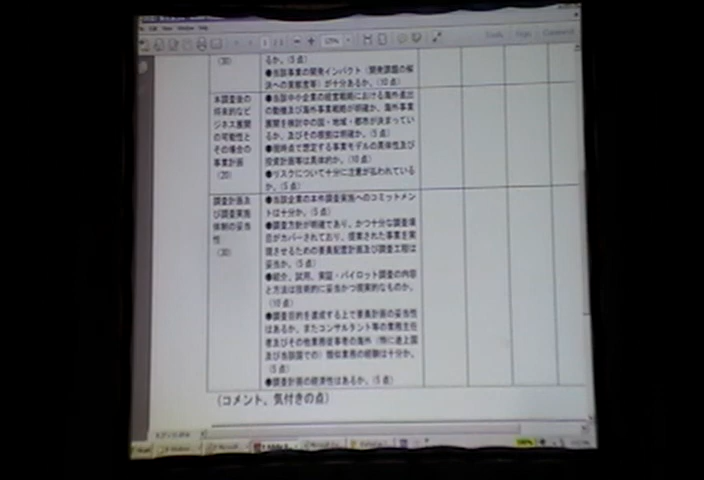 (30)
るか。(5点)
●当該事業の開発インパクト(開発課題の解
決への貢献度等)が十分あるか。(10点)
本調査後の
将来的なビ
ジネス展開
の可能性と
その場合の
事業計画
(20)
●当該中小企業の経営戦略における海外進出
の動機及び海外事業戦略が明確か、海外事業
展開を検討中の国・地域・都市が決まってい
るか、及びその根拠は明確か。(5点)
●現時点で想定する事業モデルの具体性及び
投資計画等は具体的か。(10点)
●リスクについて十分に注意が払われている
か。(5点)
調査計画及
び調査実施
体制の妥当
性
(30)
●当該企業の本件調査実施へのコミットメン
トは十分か。(5点)
●調査方針が明確であり、かつ十分な調査項
目がカバーされており、提案された事業を実
現させるための要員配置計画及び調査工程は
妥当か。(5点)
●紹介、試用、実証・パイロット調査の内容
と方法は技術的に妥当かつ現実的なものか。
(10点)
●調査目的を達成する上で要員計画の妥当性
はあるか、またコンサルタント等の業務主任
者及びその他業務従事者の海外(特に途上国
及び当該国での)類似業務の経験は十分か。
(5点)
●調査計画の経済性はあるか。(5点)
(コメント、気付きの点)